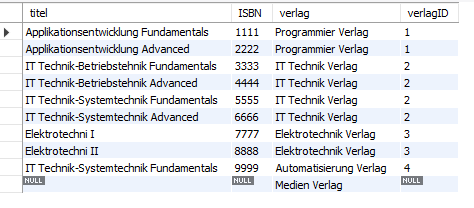 titel ISBN verlag verlagID
Applikationsentwicklung Fundamentals 1111 Programmier Verlag 1
Applikationsentwicklung Advanced 2222 Programmier Verlag 1
IT Technik-Betriebstehnik Fundamentals 3333 IT Technik Verlag 2
IT Technik-Betriebstehnik Advanced 4444 IT Technik Verlag 2
IT Technik-Systemtechnik Fundamentals 5555 IT Technik Verlag 2
IT Technik-Systemtechnik Advanced 6666 IT Technik Verlag 2
Elektrotechni I 7777 Elektrotechnik Verlag 3
Elektrotechni II 8888 Elektrotechnik Verlag 3
IT Technik-Systemtechnik Fundamentals 9999 Automatisierung Verlag 4
NULL NULL Medien Verlag NULL